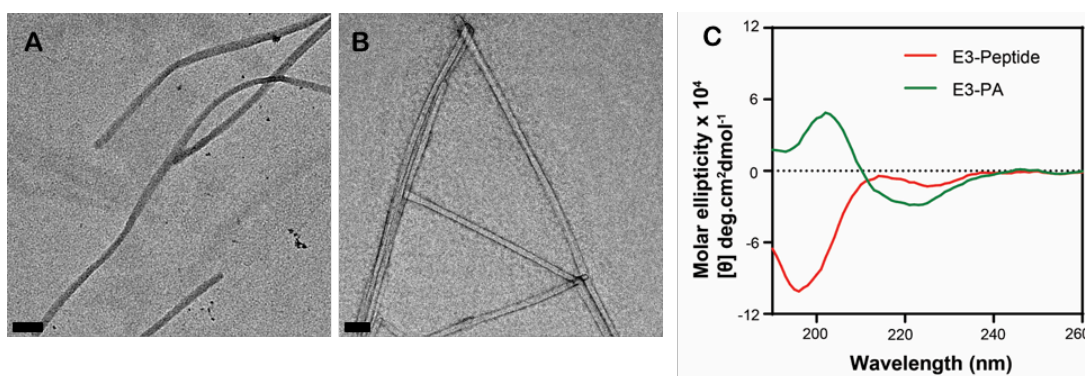 A
B
C
E3-Peptide
E3-PA
Molar ellipticity x 10⁴
[θ] deg.cm²dmol⁻¹
12
6
0
-6
-12
200
220
240
260
Wavelength (nm)